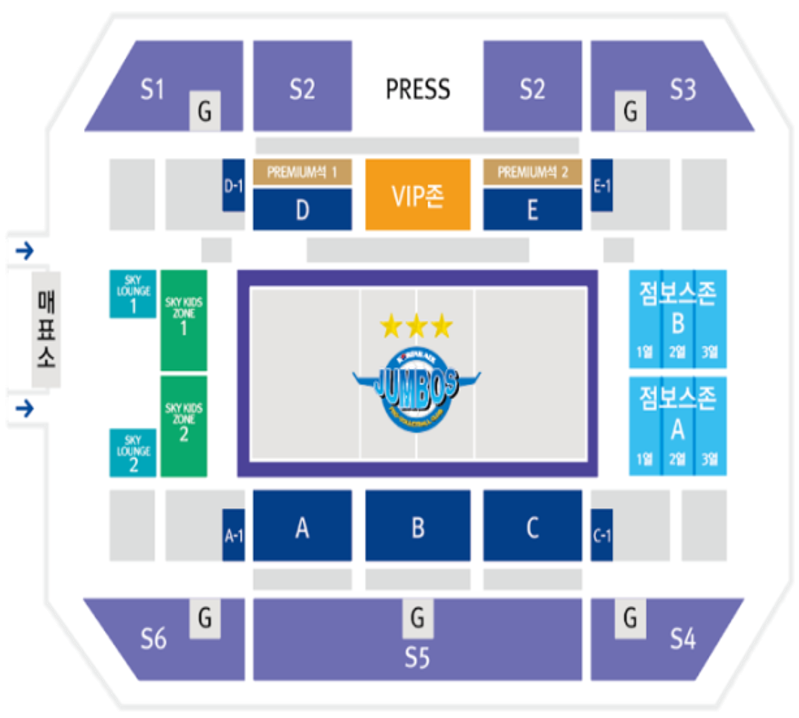 S1
G
S2
PRESS
S2
G
S3
D-1
PREMIUM석 1
D
VIP존
PREMIUM석 2
E
E-1
매표소
SKY
LOUNGE
1
SKY KIDS
ZONE
1
SKY KIDS
ZONE
2
SKY
LOUNGE
2
KOREAN AIR
JUMBOS
점보스존
B
1열 2열 3열
점보스존
A
1열 2열 3열
A-1
A
B
C
C-1
S6
G
G
S5
G
S4